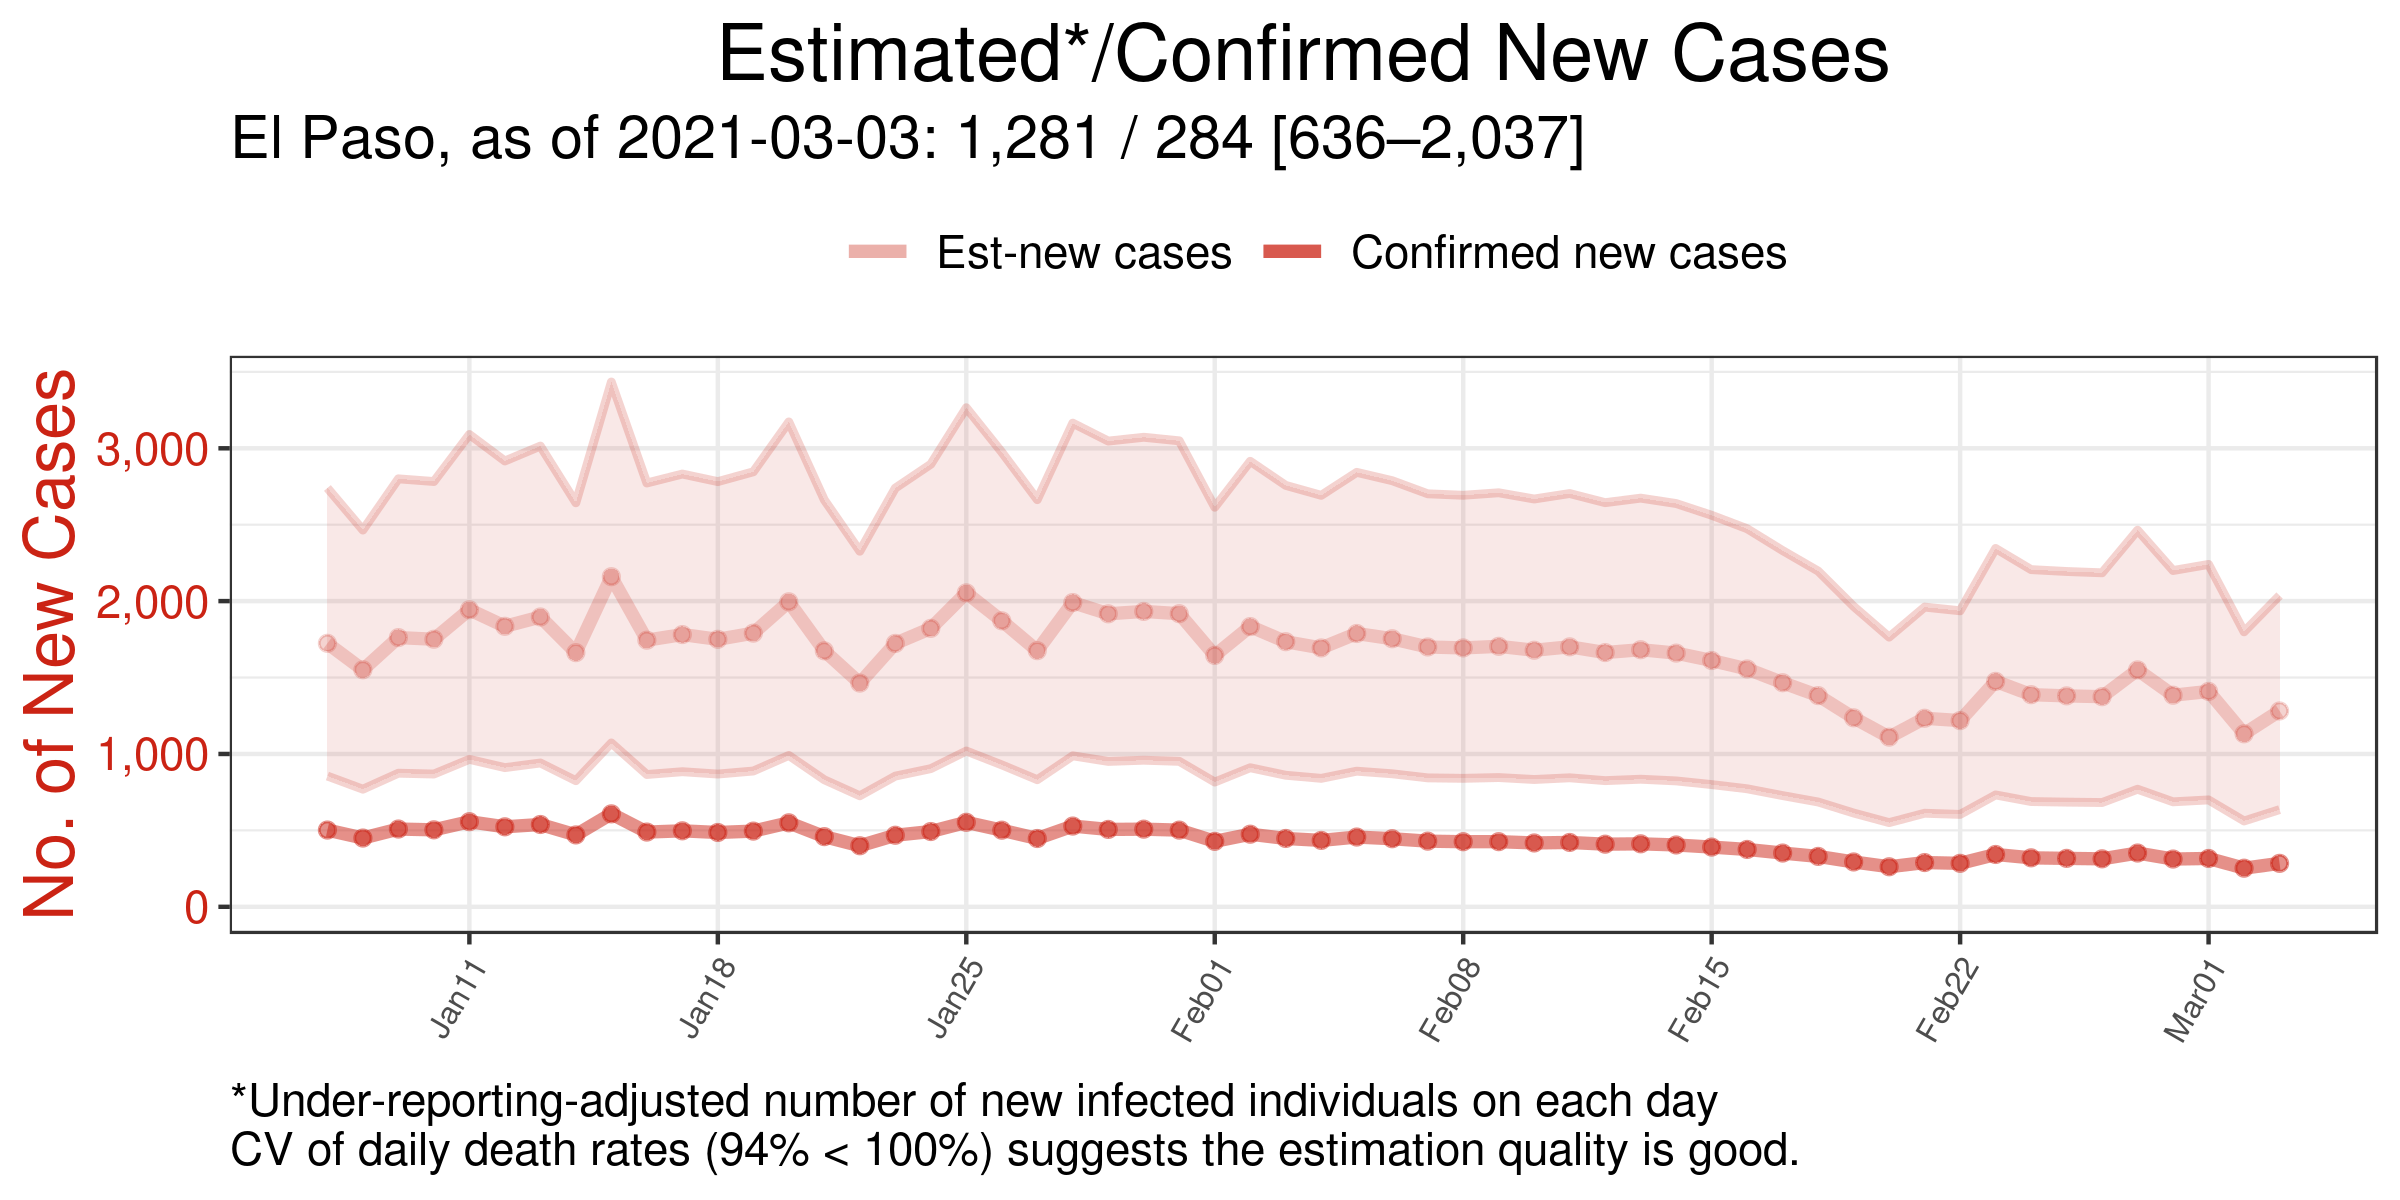 Estimated*/Confirmed New Cases
El Paso, as of 2021-03-03: 1,281 / 284 [636–2,037]
Est-new cases
Confirmed new cases
No. of New Cases
3,000
2,000
1,000
0
Jan11
Jan18
Jan25
Feb01
Feb08
Feb15
Feb22
Mar01
*Under-reporting-adjusted number of new infected individuals on each day
CV of daily death rates (94% < 100%) suggests the estimation quality is good.